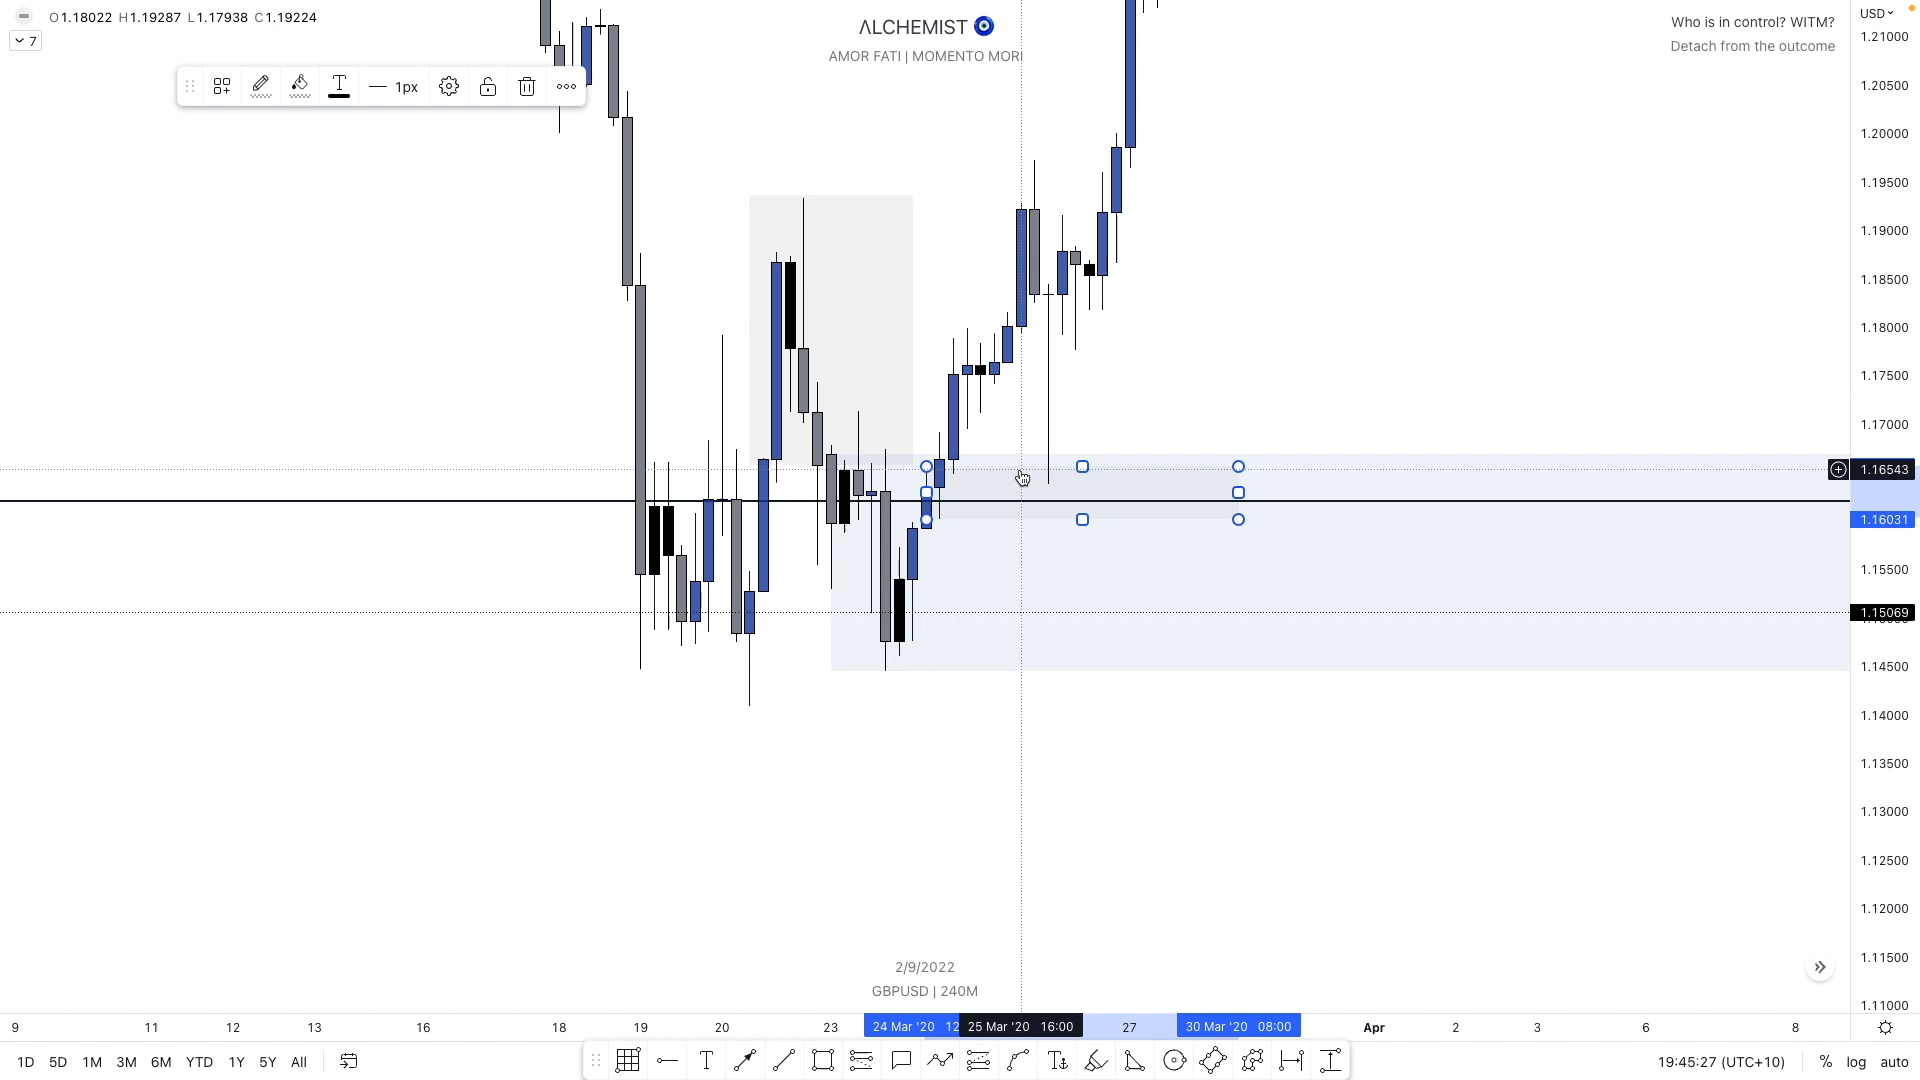 O1.18022 H1.19287 L1.17938 C1.19224
7
1px
ΛLCHEMIST
AMOR FATI | MOMENTO MORI
Who is in control? WITM?
Detach from the outcome
USD
1.21000
1.20500
1.20000
1.19500
1.19000
1.18500
1.18000
1.17500
1.17000
1.16543
1.16031
1.15500
1.15069
1.14500
1.14000
1.13500
1.13000
1.12500
1.12000
1.11500
1.11000
2/9/2022
GBPUSD | 240M
9 11 12 13 16 18 19 20 23 24 Mar '20 12 25 Mar '20 16:00 27 30 Mar '20 08:00 Apr 2 3 6 8
1D 5D 1M 3M 6M YTD 1Y 5Y All
19:45:27 (UTC+10) % log auto